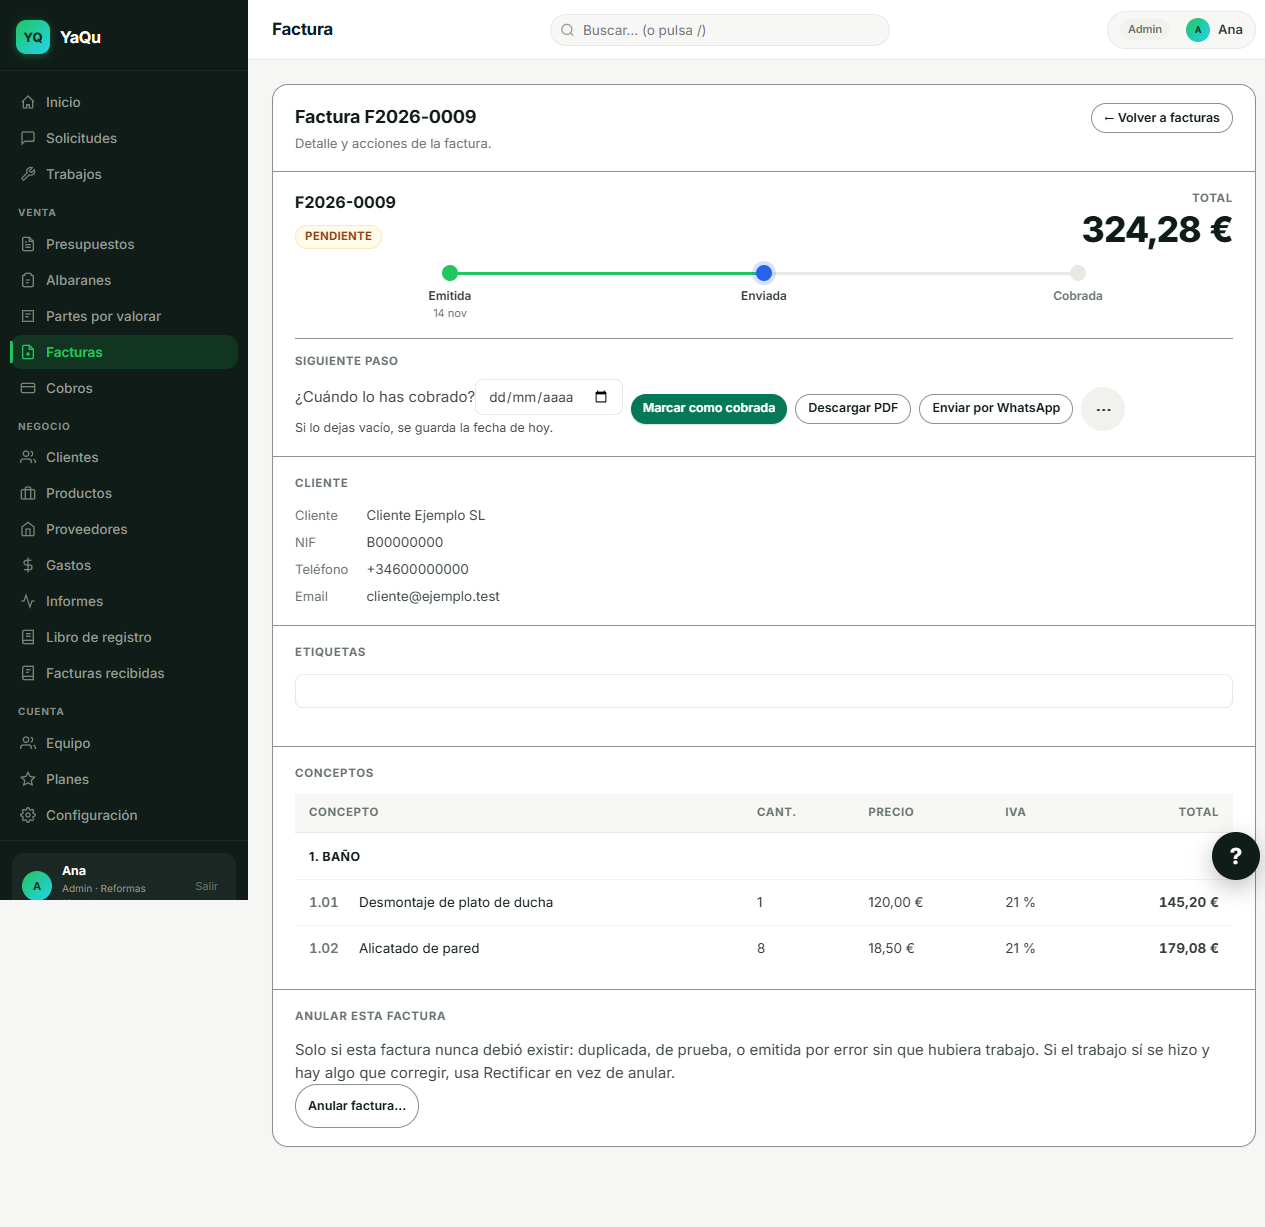 YQ YaQu
Factura
Buscar... (o pulsa /)
Admin A Ana
Inicio
Solicitudes
Trabajos
VENTA
Presupuestos
Albaranes
Partes por valorar
Facturas
Cobros
NEGOCIO
Clientes
Productos
Proveedores
Gastos
Informes
Libro de registro
Facturas recibidas
CUENTA
Equipo
Planes
Configuración
A Ana
Admin · Reformas
Salir
Factura F2026-0009
Detalle y acciones de la factura.
← Volver a facturas
F2026-0009
PENDIENTE
TOTAL
324,28 €
Emitida
14 nov
Enviada
Cobrada
SIGUIENTE PASO
¿Cuándo lo has cobrado? dd/mm/aaaa
Si lo dejas vacío, se guarda la fecha de hoy.
Marcar como cobrada Descargar PDF Enviar por WhatsApp ...
CLIENTE
Cliente Cliente Ejemplo SL
NIF B00000000
Teléfono +34600000000
Email cliente@ejemplo.test
ETIQUETAS
CONCEPTOS
CONCEPTO CANT. PRECIO IVA TOTAL
1. BAÑO
1.01 Desmontaje de plato de ducha 1 120,00 € 21 % 145,20 €
1.02 Alicatado de pared 8 18,50 € 21 % 179,08 €
?
ANULAR ESTA FACTURA
Solo si esta factura nunca debió existir: duplicada, de prueba, o emitida por error sin que hubiera trabajo. Si el trabajo sí se hizo y
hay algo que corregir, usa Rectificar en vez de anular.
Anular factura...